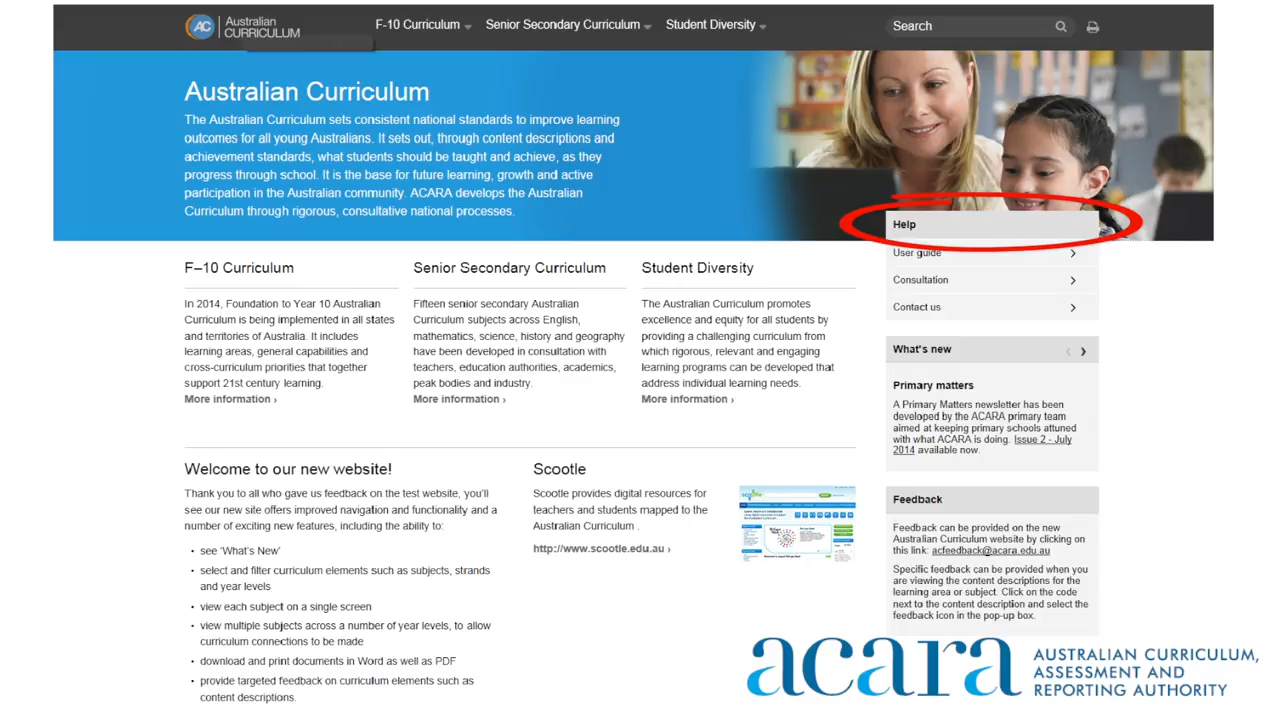 AC
Australian
CURRICULUM
F-10 Curriculum
Senior Secondary Curriculum
Student Diversity
Search
Australian Curriculum
The Australian Curriculum sets consistent national standards to improve learning
outcomes for all young Australians. It sets out, through content descriptions and
achievement standards, what students should be taught and achieve, as they
progress through school. It is the base for future learning, growth and active
participation in the Australian community. ACARA develops the Australian
Curriculum through rigorous, consultative national processes.
Help
User guide
Consultation
Contact us
F–10 Curriculum
In 2014, Foundation to Year 10 Australian
Curriculum is being implemented in all states
and territories of Australia. It includes
learning areas, general capabilities and
cross-curriculum priorities that together
support 21st century learning.
More information ›
Senior Secondary Curriculum
Fifteen senior secondary Australian
Curriculum subjects across English,
mathematics, science, history and geography
have been developed in consultation with
teachers, education authorities, academics,
peak bodies and industry.
More information ›
Student Diversity
The Australian Curriculum promotes
excellence and equity for all students by
providing a challenging curriculum from
which rigorous, relevant and engaging
learning programs can be developed that
address individual learning needs.
More information ›
What's new
Primary matters
A Primary Matters newsletter has been
developed by the ACARA primary team
aimed at keeping primary schools attuned
with what ACARA is doing. Issue 2 - July
2014 available now.
Welcome to our new website!
Thank you to all who gave us feedback on the test website, you'll
see our new site offers improved navigation and functionality and a
number of exciting new features, including the ability to:
• see 'What's New'
• select and filter curriculum elements such as subjects, strands
and year levels
• view each subject on a single screen
• view multiple subjects across a number of year levels, to allow
curriculum connections to be made
• download and print documents in Word as well as PDF
• provide targeted feedback on curriculum elements such as
content descriptions.
Scootle
Scootle provides digital resources for
teachers and students mapped to the
Australian Curriculum .
http://www.scootle.edu.au ›
scootle
Feedback
Feedback can be provided on the new
Australian Curriculum website by clicking on
this link: acfeedback@acara.edu.au
Specific feedback can be provided when you
are viewing the content descriptions for the
learning area or subject. Click on the code
next to the content description and select the
feedback icon in the pop-up box.
acara
AUSTRALIAN CURRICULUM,
ASSESSMENT AND
REPORTING AUTHORITY